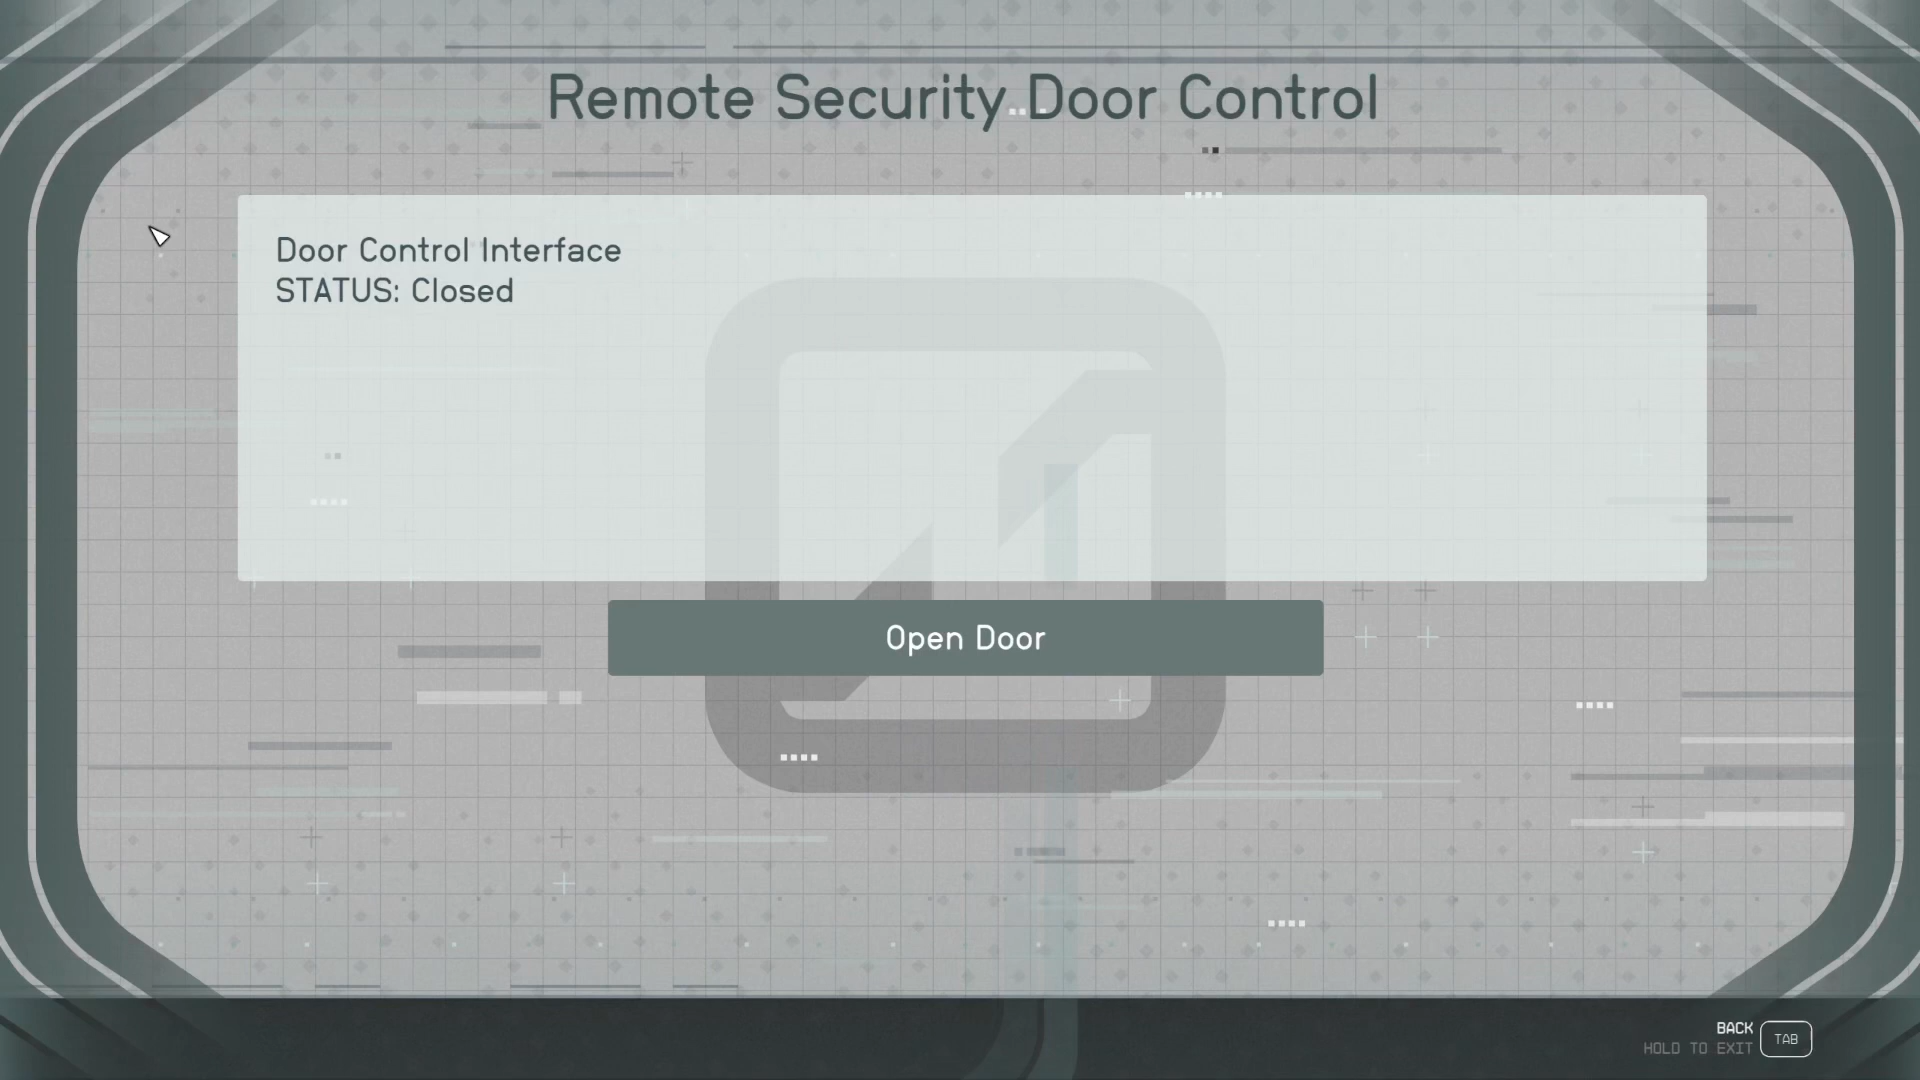 Remote Security Door Control
Door Control Interface
STATUS: Closed
Open Door
BACK
HOLD TO EXIT
TAB